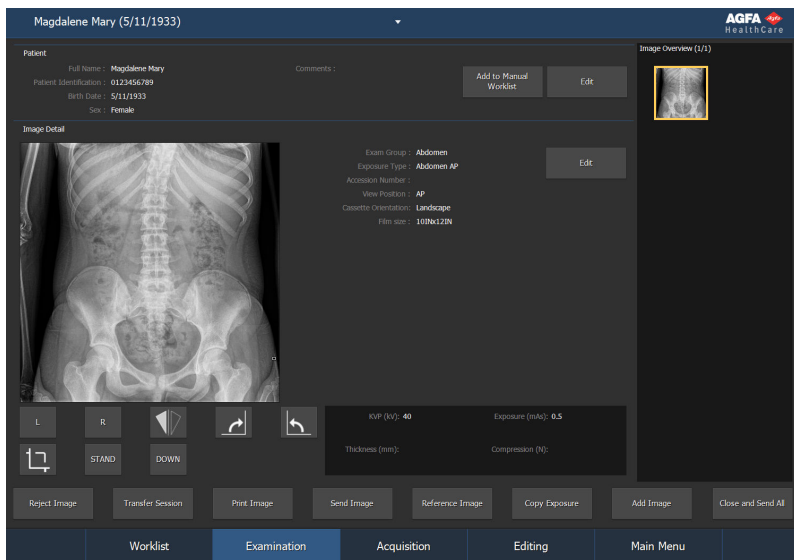 Magdalene Mary (5/11/1933)
AGFA
HealthCare
Patient
Full Name : Magdalene Mary
Patient Identification : 0123456789
Birth Date : 5/11/1933
Sex : Female
Comments :
Add to Manual
Worklist
Edit
Image Overview (1/1)
Image Detail
Exam Group : Abdomen
Exposure Type : Abdomen AP
Accession Number :
View Position : AP
Cassette Orientation: Landscape
Film size : 10INx12IN
Edit
L
R
STAND
DOWN
KVP (kV): 40
Exposure (mAs): 0.5
Thickness (mm):
Compression (N):
Reject Image
Transfer Session
Print Image
Send Image
Reference Image
Copy Exposure
Add Image
Close and Send All
Worklist
Examination
Acquisition
Editing
Main Menu